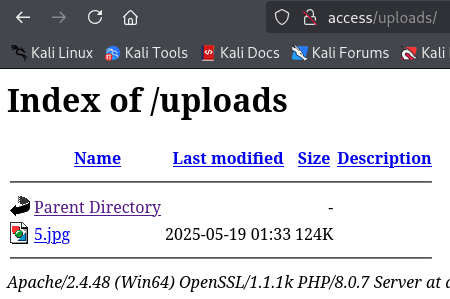 access/uploads/
Kali Linux Kali Tools Kali Docs Kali Forums Kali
Index of /uploads
Name Last modified Size Description
Parent Directory -
5.jpg 2025-05-19 01:33 124K
Apache/2.4.48 (Win64) OpenSSL/1.1.1k PHP/8.0.7 Server at